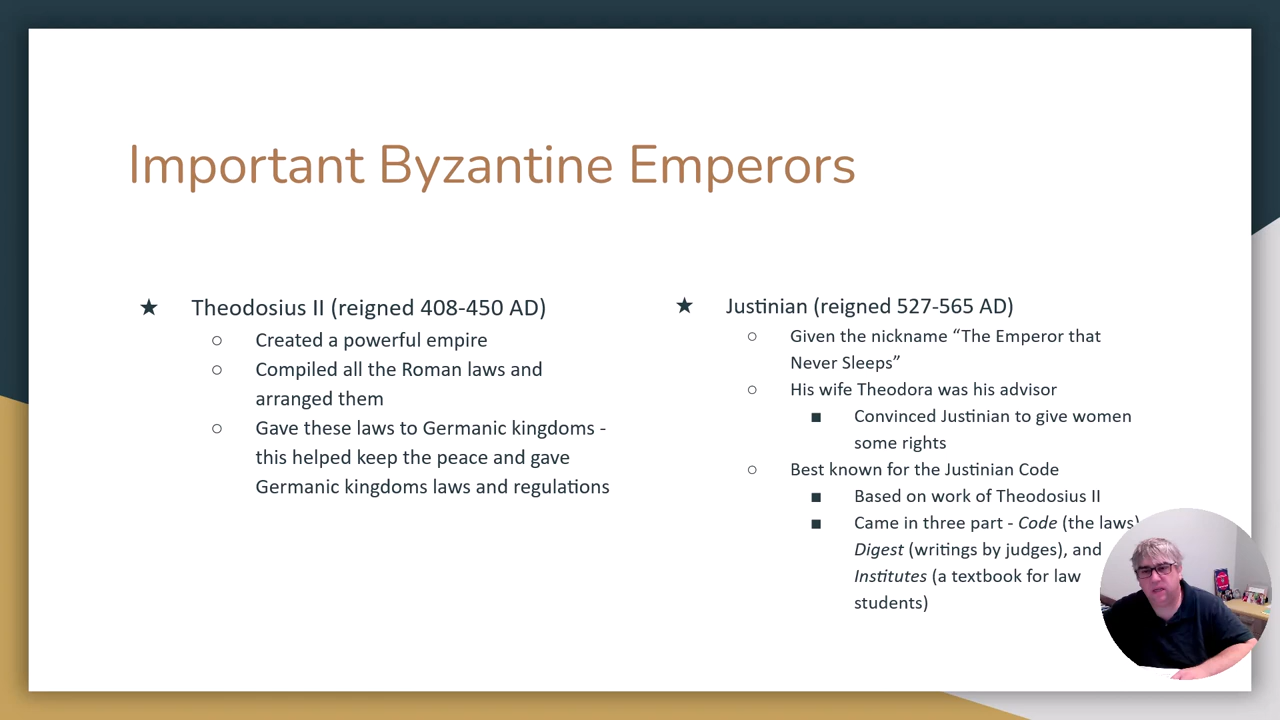 Important Byzantine Emperors
★ Theodosius II (reigned 408-450 AD)
○ Created a powerful empire
○ Compiled all the Roman laws and
arranged them
○ Gave these laws to Germanic kingdoms -
this helped keep the peace and gave
Germanic kingdoms laws and regulations
★ Justinian (reigned 527-565 AD)
○ Given the nickname “The Emperor that
Never Sleeps”
○ His wife Theodora was his advisor
■ Convinced Justinian to give women
some rights
○ Best known for the Justinian Code
■ Based on work of Theodosius II
■ Came in three part - Code (the laws)
Digest (writings by judges), and
Institutes (a textbook for law
students)